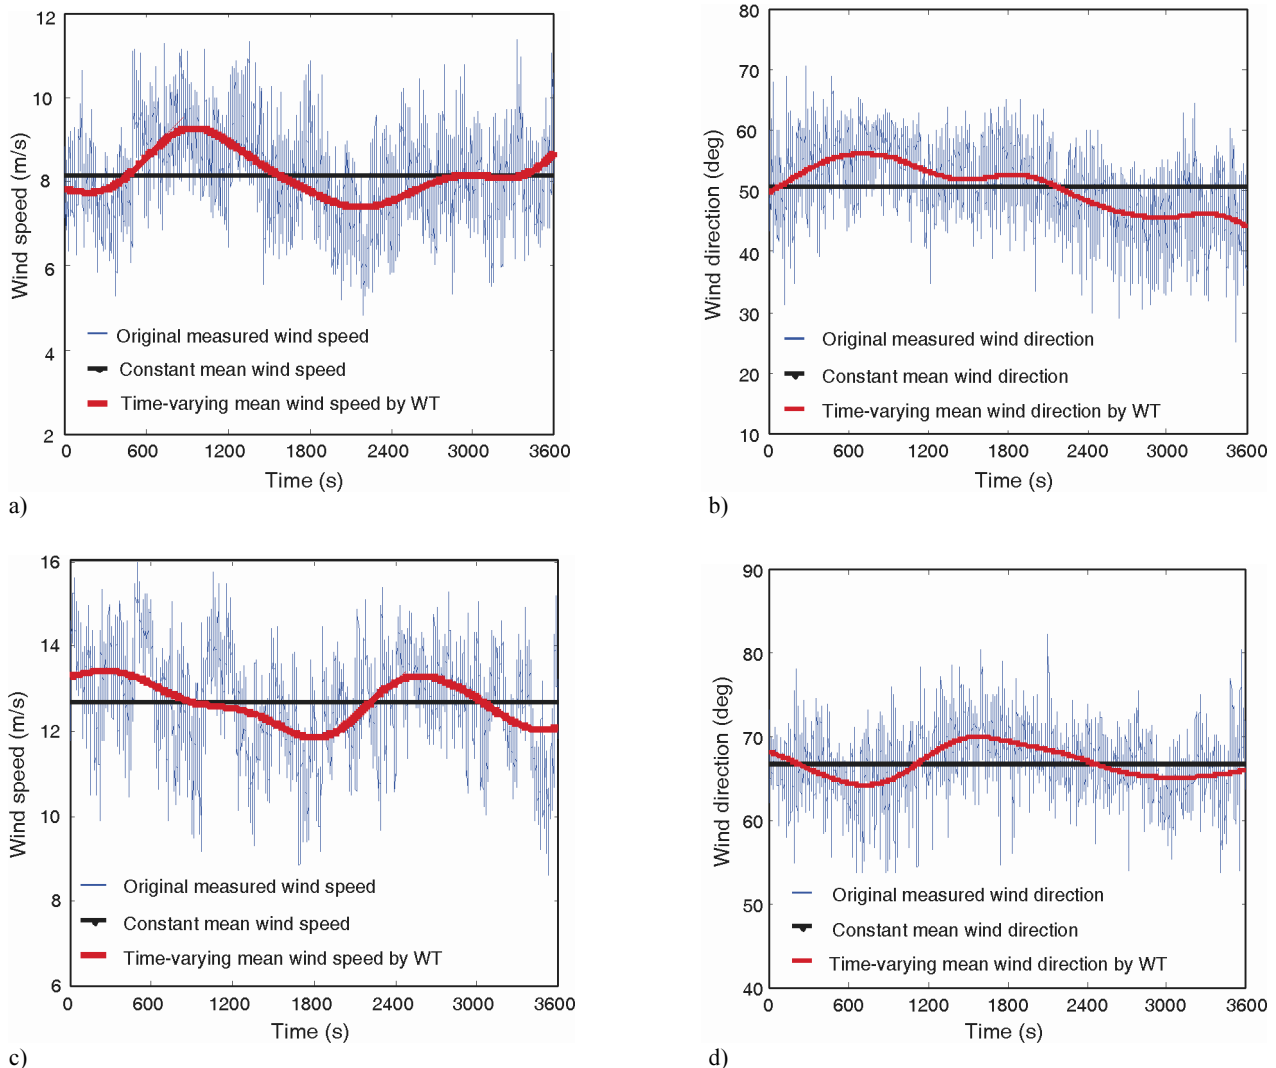 12
10
8
6
4
2
Wind speed (m/s)
Original measured wind speed
Constant mean wind speed
Time-varying mean wind speed by WT
0 600 1200 1800 2400 3000 3600
Time (s)
a)
80
70
60
50
40
30
20
10
Wind direction (deg)
Original measured wind direction
Constant mean wind direction
Time-varying mean wind direction by WT
0 600 1200 1800 2400 3000 3600
Time (s)
b)
16
14
12
10
8
6
Wind speed (m/s)
Original measured wind speed
Constant mean wind speed
Time-varying mean wind speed by WT
0 600 1200 1800 2400 3000 3600
Time (s)
c)
90
80
70
60
50
40
Wind direction (deg)
Original measured wind direction
Constant mean wind direction
Time-varying mean wind direction by WT
0 600 1200 1800 2400 3000 3600
Time (s)
d)